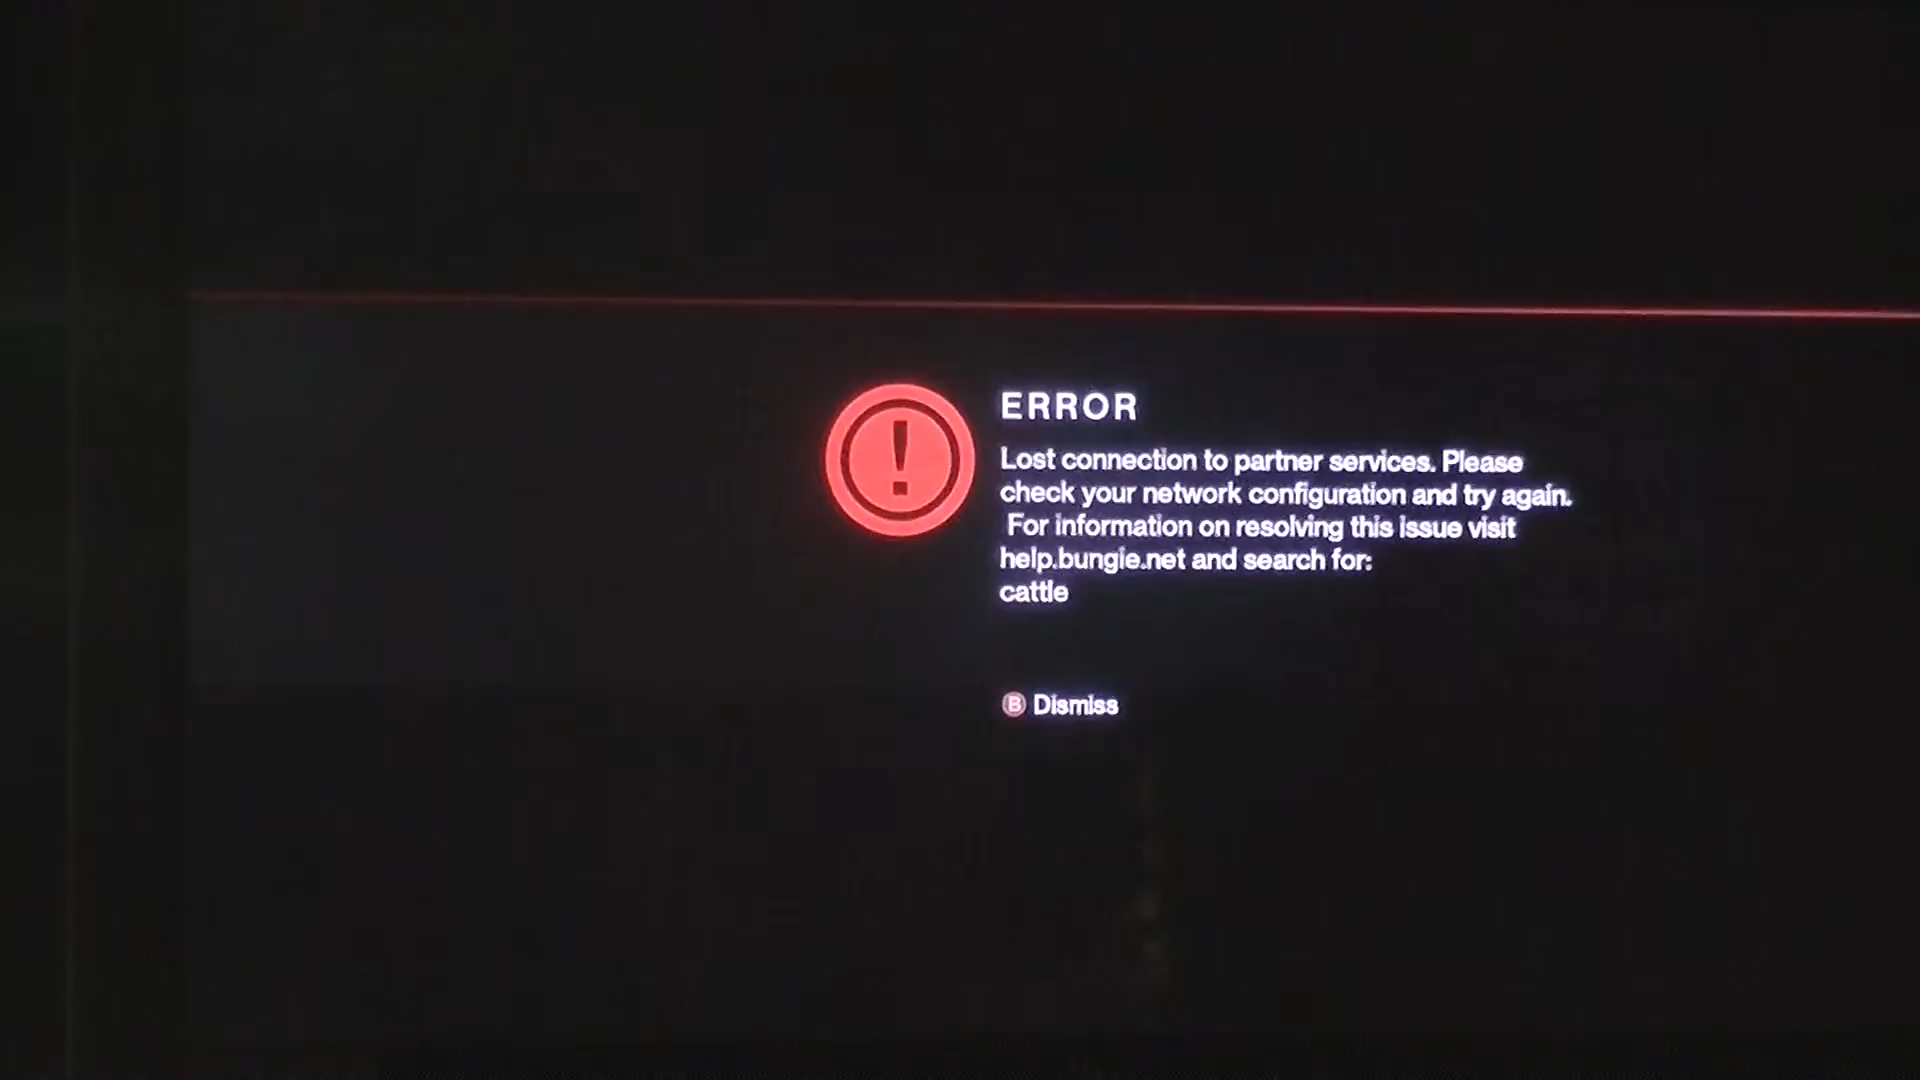 ERROR
Lost connection to partner services. Please
check your network configuration and try again.
For information on resolving this issue visit
help.bungie.net and search for:
cattle
B Dismiss